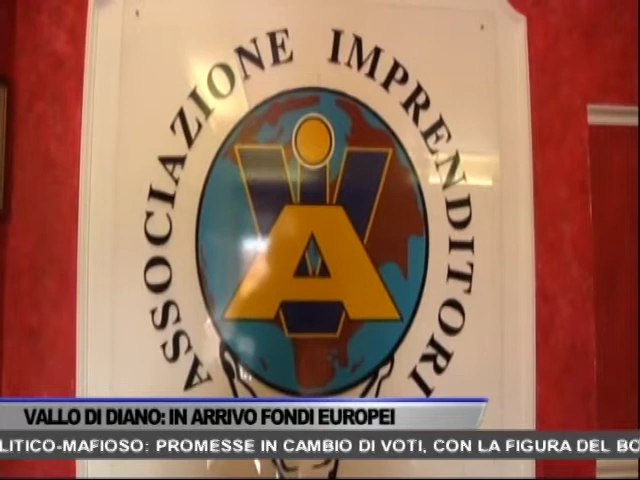 ASSOCIAZIONE IMPRENDITORI
VA
VALLO DI DIANO: IN ARRIVO FONDI EUROPEI
LITICO-MAFIOSO: PROMESSE IN CAMBIO DI VOTI, CON LA FIGURA DEL BO